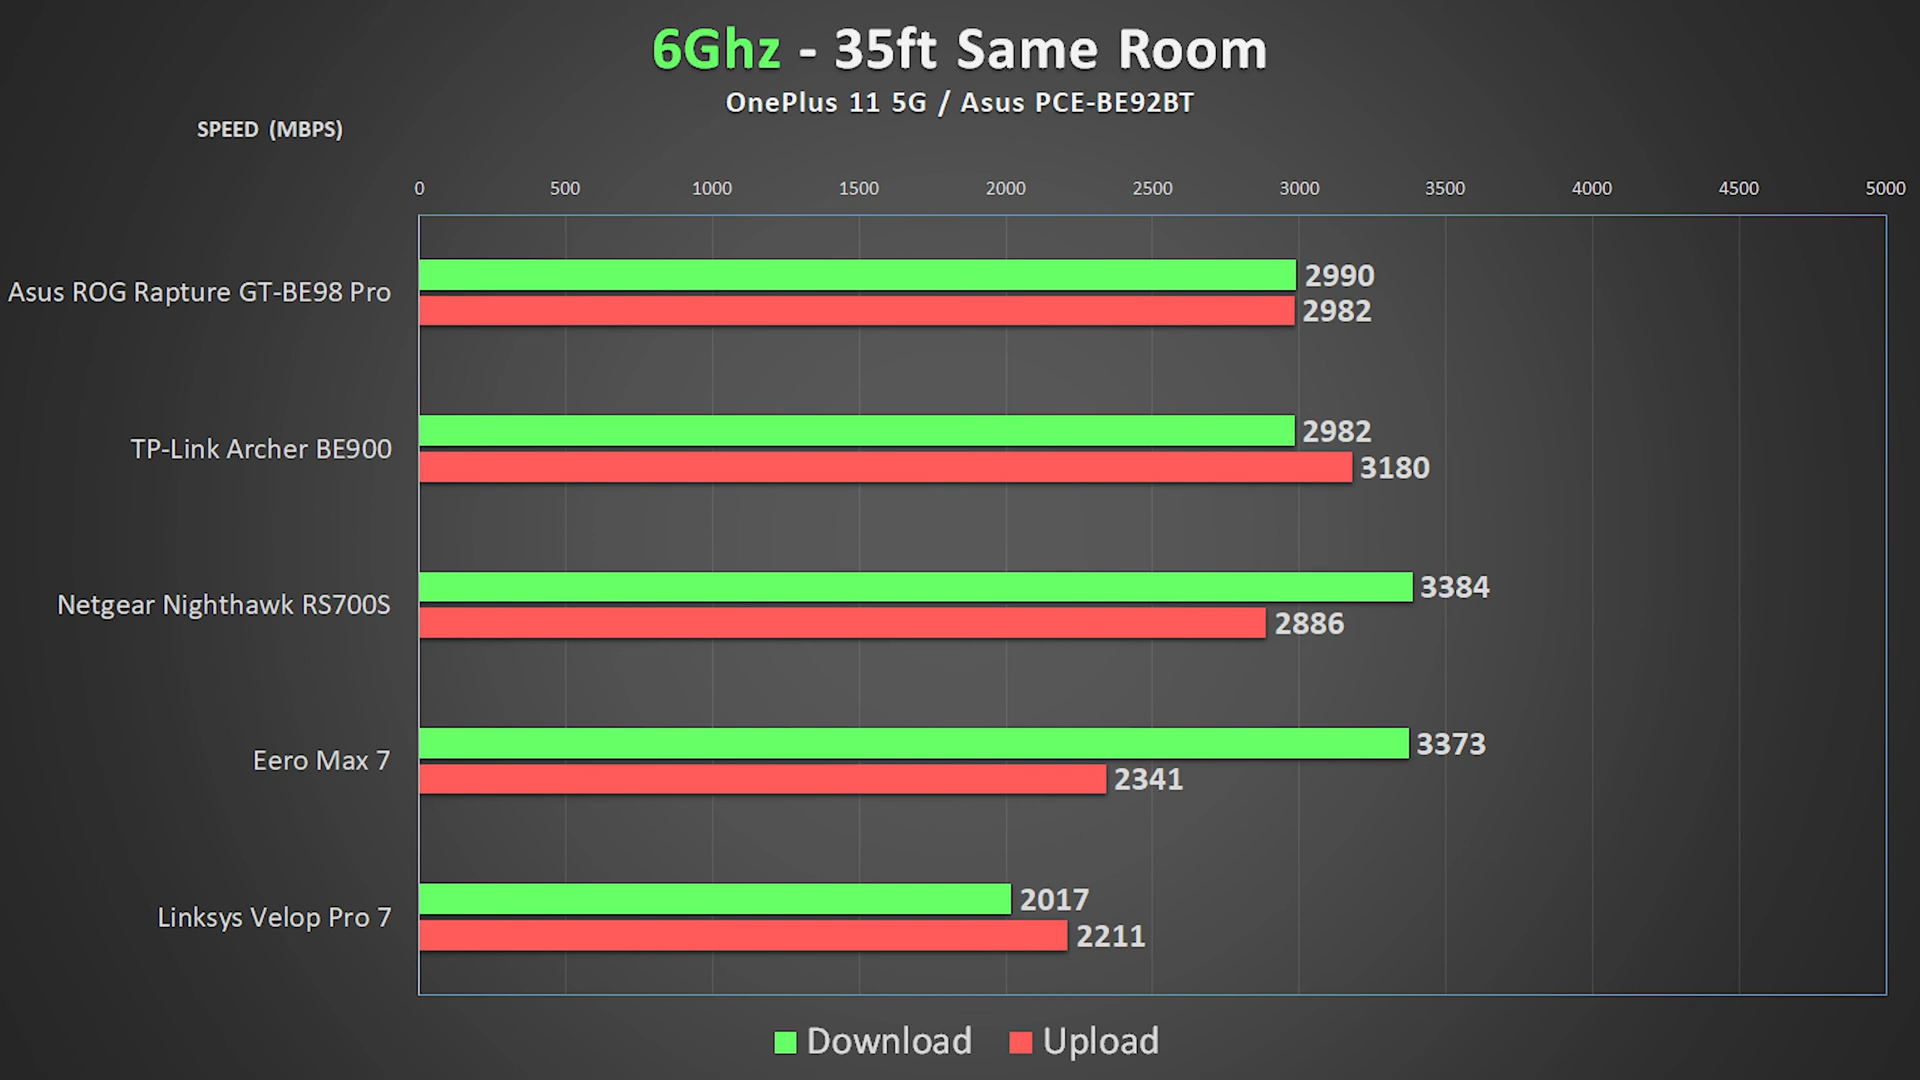 6Ghz - 35ft Same Room
OnePlus 11 5G / Asus PCE-BE92BT
SPEED (MBPS)
0 500 1000 1500 2000 2500 3000 3500 4000 4500 5000
Asus ROG Rapture GT-BE98 Pro
2990
2982
TP-Link Archer BE900
2982
3180
Netgear Nighthawk RS700S
3384
2886
Eero Max 7
3373
2341
Linksys Velop Pro 7
2017
2211
Download Upload